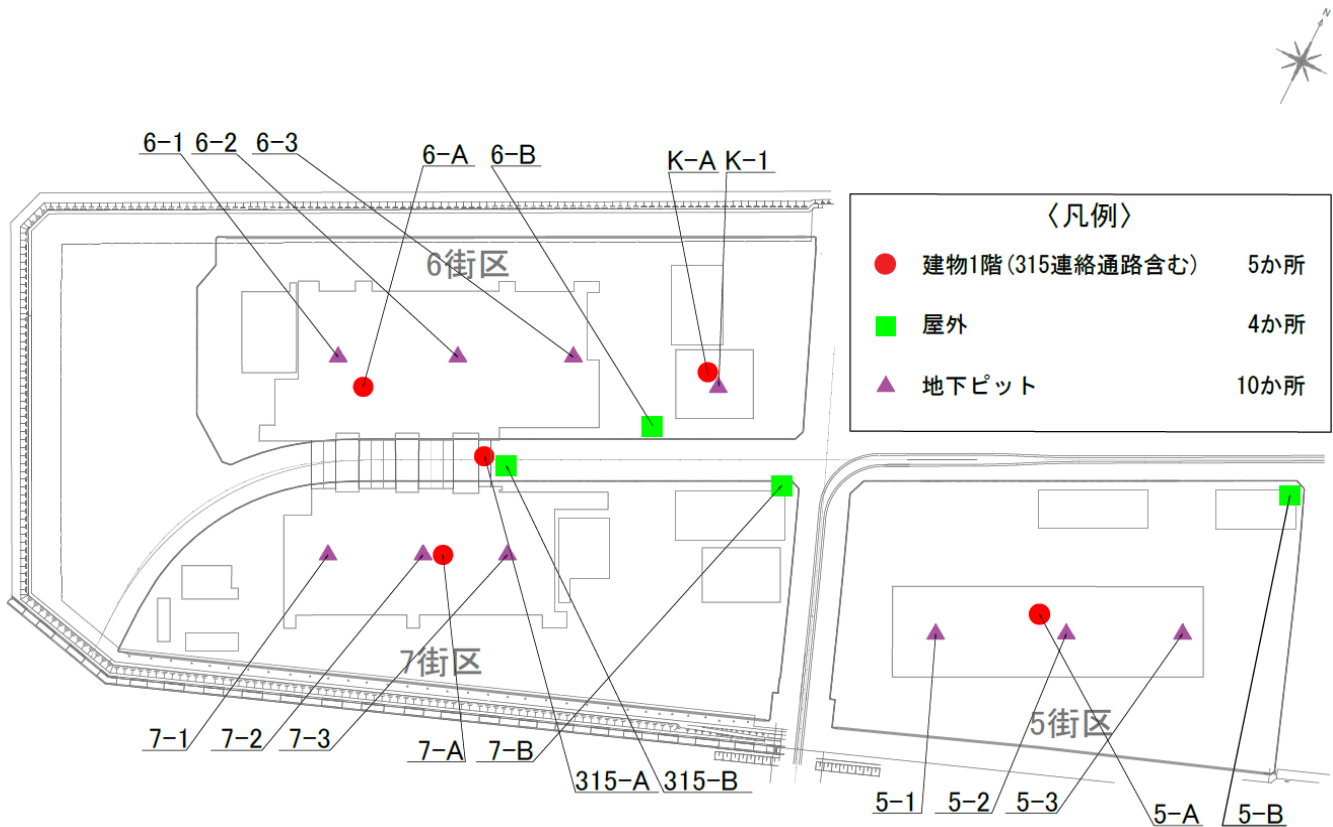 N
6-1
6-2
6-3
6-A
6-B
K-A
K-1
〈凡例〉
建物1階(315連絡通路含む) 5か所
屋外 4か所
地下ピット 10か所
6街区
7街区
5街区
7-1
7-2
7-3
7-A
7-B
315-A
315-B
5-1
5-2
5-3
5-A
5-B